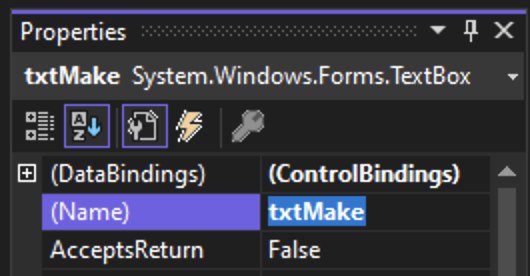 Properties
txtMake System.Windows.Forms.TextBox
A Z
(DataBindings) (ControlBindings)
(Name) txtMake
AcceptsReturn False